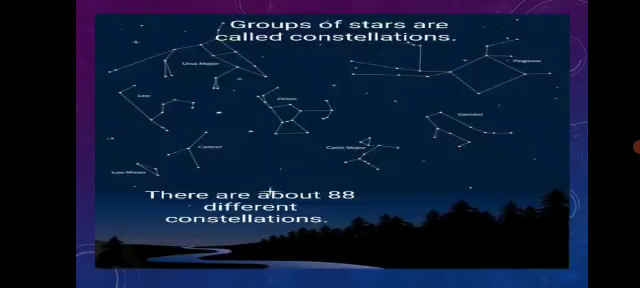 Groups of stars are
called constellations.
Ursa Major
Pegasus
Leo
Orion
Gemini
Cancer
Canis Major
Leo Minor
There are about 88
different
constellations.